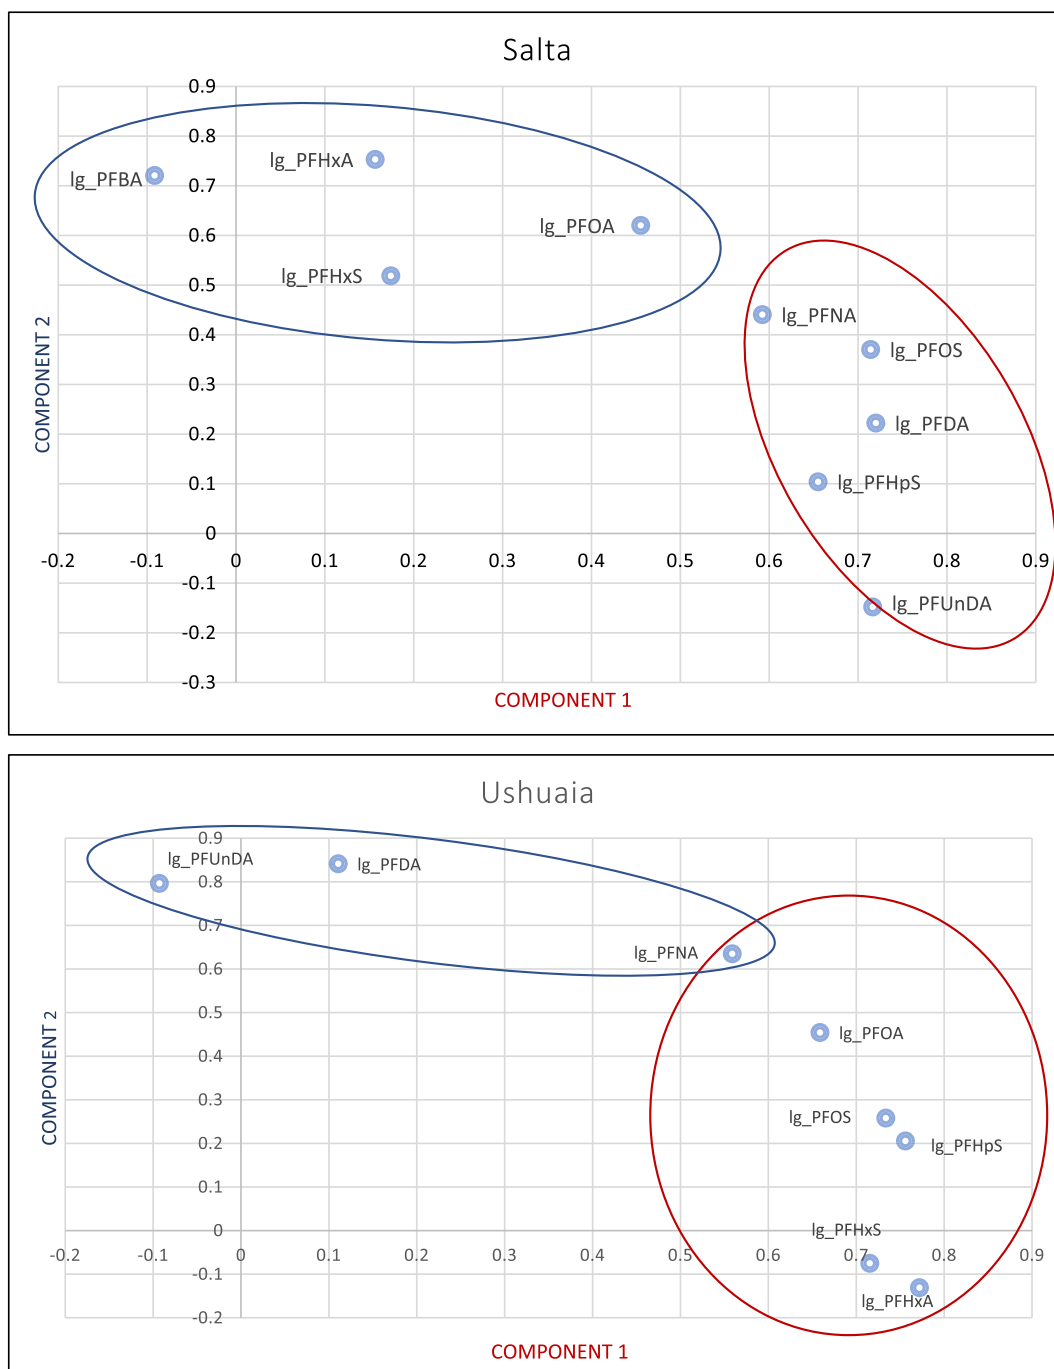 Salta
0.9
0.8
0.7
0.6
0.5
0.4
0.3
0.2
0.1
0
-0.1
-0.2
-0.3
-0.2 -0.1 0 0.1 0.2 0.3 0.4 0.5 0.6 0.7 0.8 0.9
lg_PFBA
lg_PFHxA
lg_PFOA
lg_PFHxS
lg_PFNA
lg_PFOS
lg_PFDA
lg_PFHpS
lg_PFUnDA
COMPONENT 2
COMPONENT 1
Ushuaia
0.9
0.8
0.7
0.6
0.5
0.4
0.3
0.2
0.1
0
-0.1
-0.2
-0.2 -0.1 0 0.1 0.2 0.3 0.4 0.5 0.6 0.7 0.8 0.9
lg_PFUnDA
lg_PFDA
lg_PFNA
lg_PFOA
lg_PFOS
lg_PFHpS
lg_PFHxS
lg_PFHxA
COMPONENT 2
COMPONENT 1